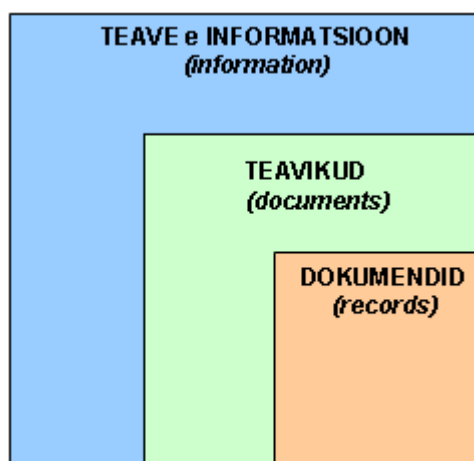 TEAVE e INFORMATSIOON
(information)
TEAVIKUD
(documents)
DOKUMENDID
(records)